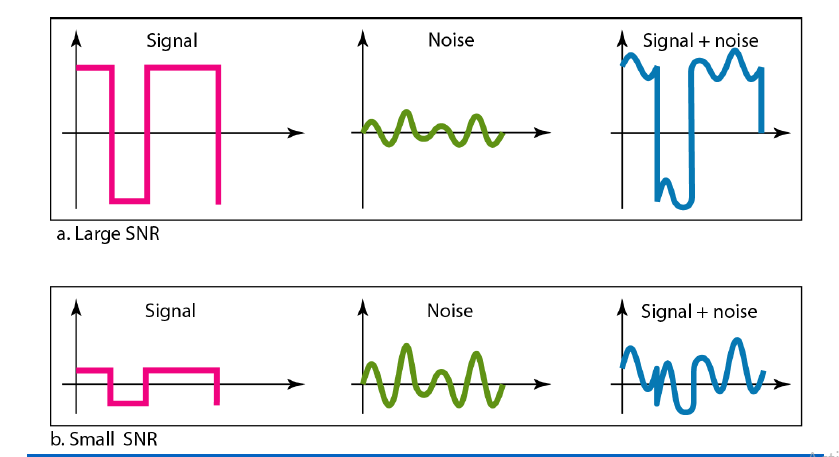 Signal
Noise
Signal + noise
a. Large SNR
Signal
Noise
Signal + noise
b. Small SNR